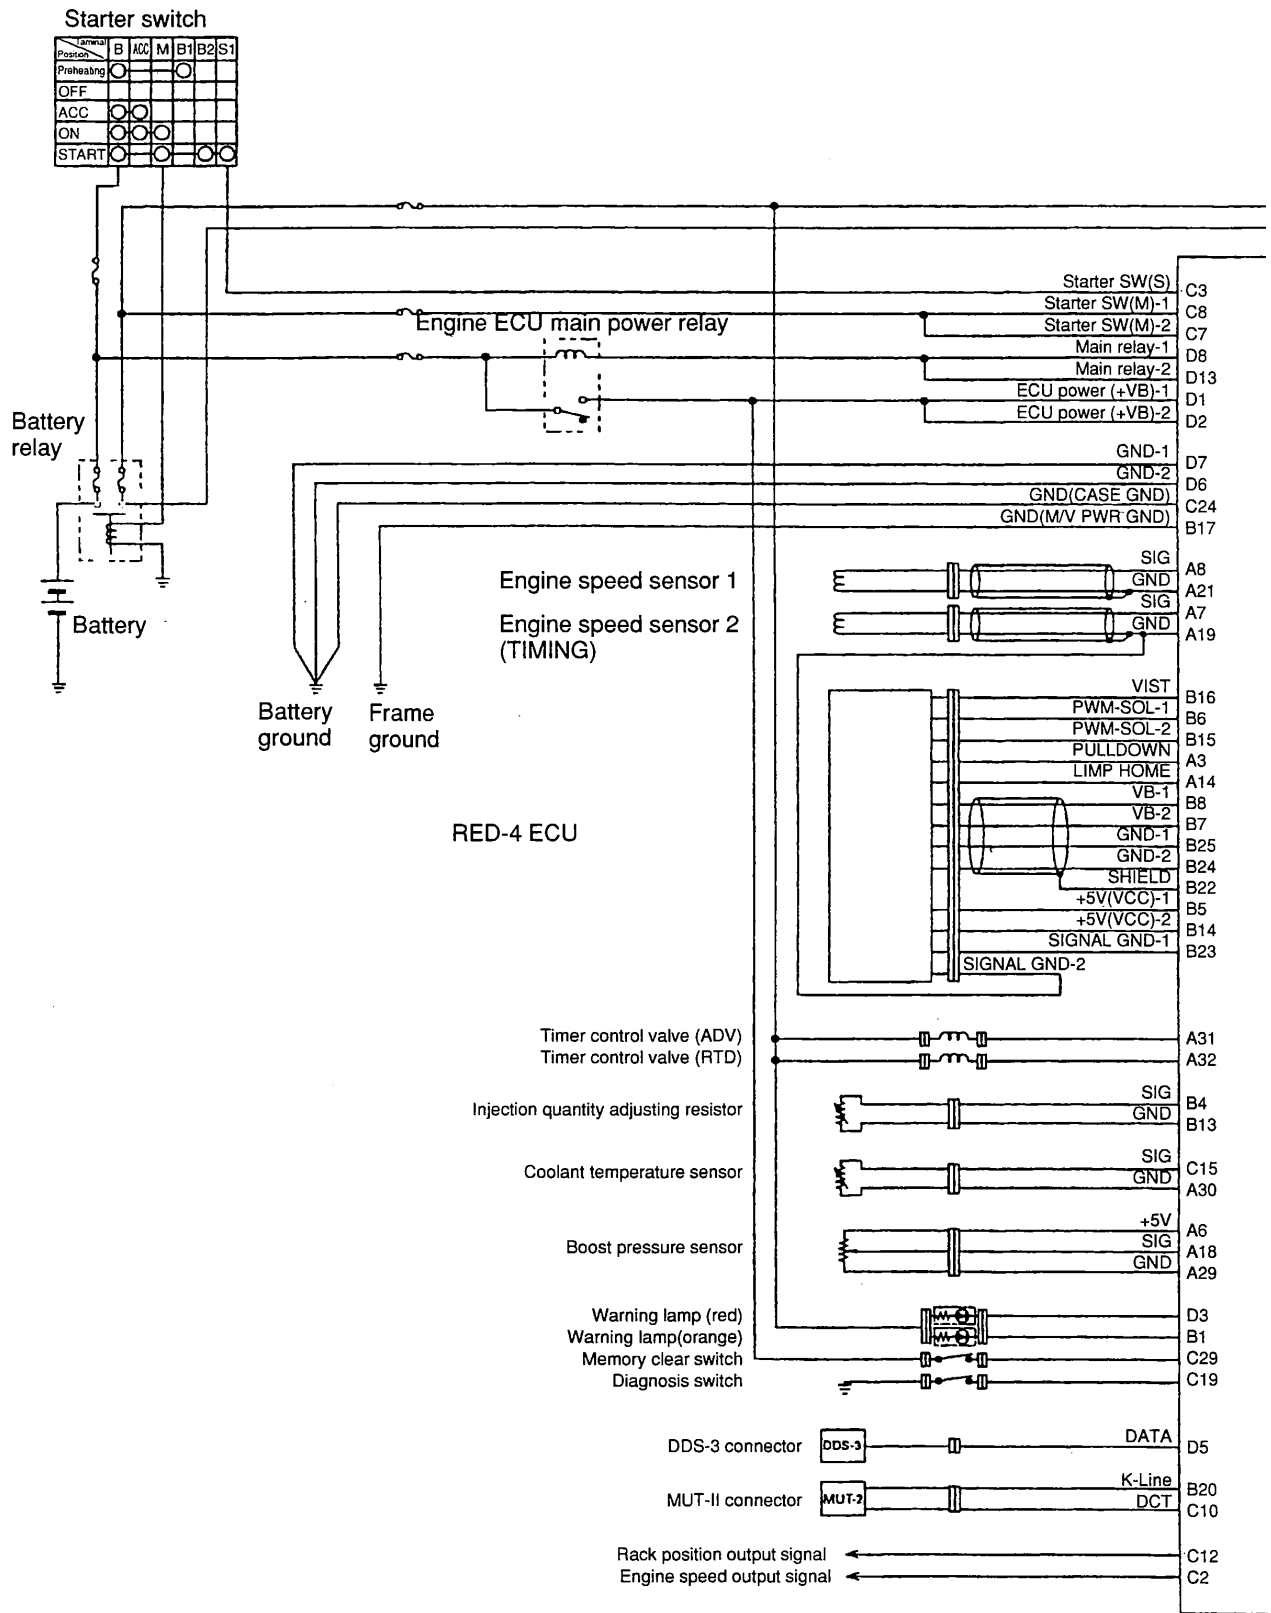 Starter switch
Taminal B ACC M B1 B2 S1
Position
Preheating
OFF
ACC
ON
START
Starter SW(S) C3
Starter SW(M)-1 C8
Engine ECU main power relay
Starter SW(M)-2 C7
Main relay-1 D8
Main relay-2 D13
ECU power (+VB)-1 D1
ECU power (+VB)-2 D2
Battery
relay
GND-1 D7
GND-2 D6
GND(CASE GND) C24
GND(M/V PWR GND) B17
Battery
Engine speed sensor 1
SIG A8
GND A21
Engine speed sensor 2
(TIMING)
SIG A7
GND A19
Battery
ground
Frame
ground
VIST B16
PWM-SOL-1 B6
PWM-SOL-2 B15
PULLDOWN A3
LIMP HOME A14
VB-1 B8
VB-2 B7
RED-4 ECU
GND-1 B25
GND-2 B24
SHIELD B22
+5V(VCC)-1 B5
+5V(VCC)-2 B14
SIGNAL GND-1 B23
SIGNAL GND-2
Timer control valve (ADV) A31
Timer control valve (RTD) A32
Injection quantity adjusting resistor
SIG B4
GND B13
Coolant temperature sensor
SIG C15
GND A30
Boost pressure sensor
+5V A6
SIG A18
GND A29
Warning lamp (red) D3
Warning lamp(orange) B1
Memory clear switch C29
Diagnosis switch C19
DDS-3 connector DDS-3 DATA D5
MUT-II connector MUT-2
K-Line B20
DCT C10
Rack position output signal C12
Engine speed output signal C2